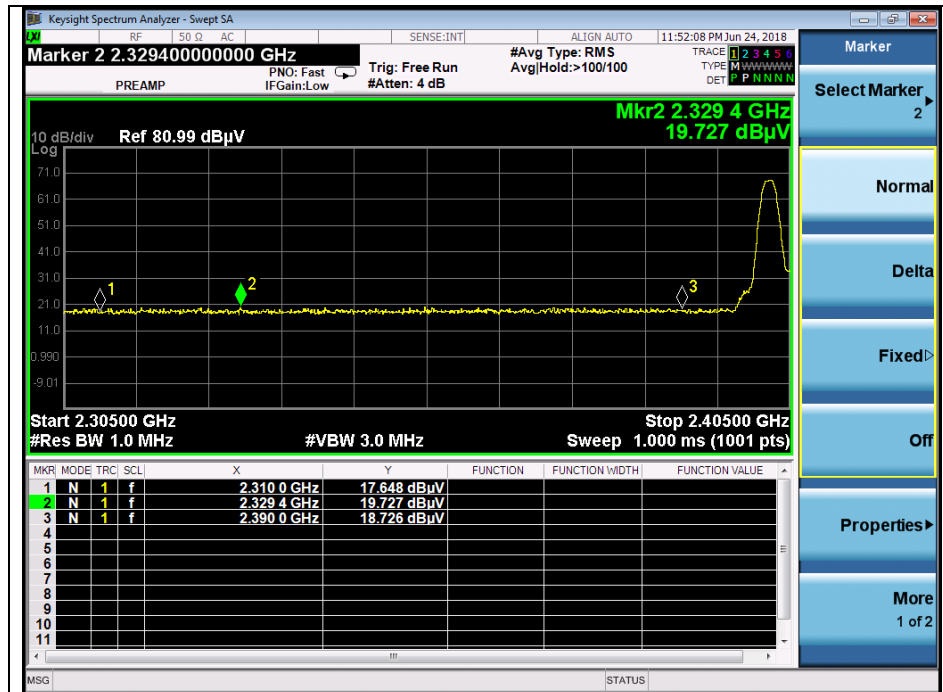 Keysight Spectrum Analyzer - Swept SA
LXI RF 50 Ω AC SENSE:INT ALIGN AUTO 11:52:08 PM Jun 24, 2018
Marker 2 2.329400000000 GHz
PREAMP
PNO: Fast
IFGain:Low
Trig: Free Run
#Atten: 4 dB
#Avg Type: RMS
Avg|Hold:>100/100
TRACE 1 2 3 4 5 6
TYPE M W W W W W
DET P P N N N N
Mkr2 2.329 4 GHz
19.727 dBµV
10 dB/div Ref 80.99 dBµV
Log
71.0
61.0
51.0
41.0
31.0
21.0
11.0
0.990
-9.01
1
2
3
Start 2.30500 GHz Stop 2.40500 GHz
#Res BW 1.0 MHz #VBW 3.0 MHz Sweep 1.000 ms (1001 pts)
MKR MODE TRC SCL X Y FUNCTION FUNCTION WIDTH FUNCTION VALUE
1 N 1 f 2.310 0 GHz 17.648 dBµV
2 N 1 f 2.329 4 GHz 19.727 dBµV
3 N 1 f 2.390 0 GHz 18.726 dBµV
4
5
6
7
8
9
10
11
MSG STATUS
Marker
Select Marker
2
Normal
Delta
Fixed
Off
Properties
More
1 of 2